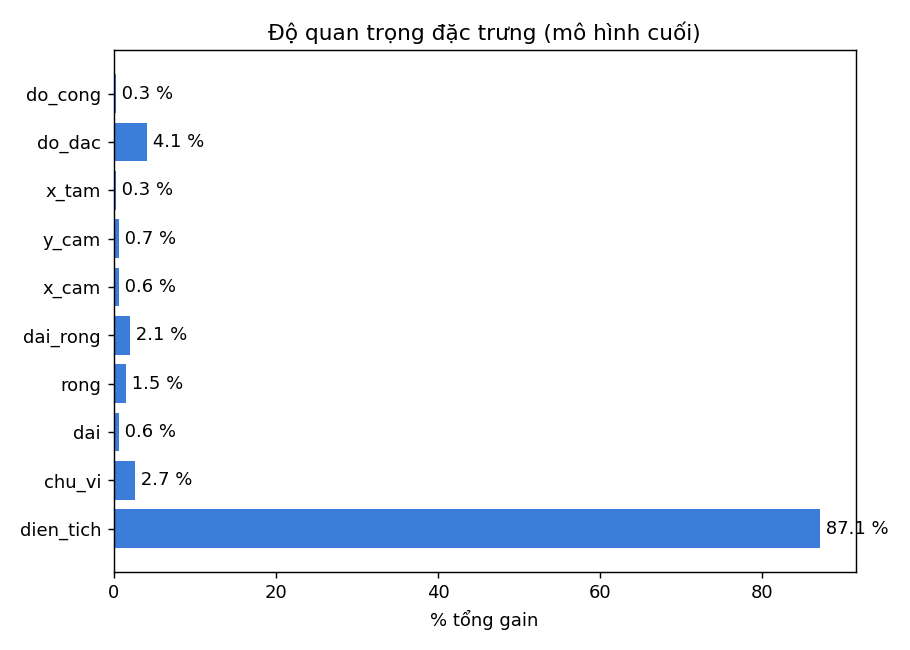 Độ quan trọng đặc trưng (mô hình cuối)
do_cong 0.3 %
do_dac 4.1 %
x_tam 0.3 %
y_cam 0.7 %
x_cam 0.6 %
dai_rong 2.1 %
rong 1.5 %
dai 0.6 %
chu_vi 2.7 %
dien_tich 87.1 %
0 20 40 60 80
% tổng gain